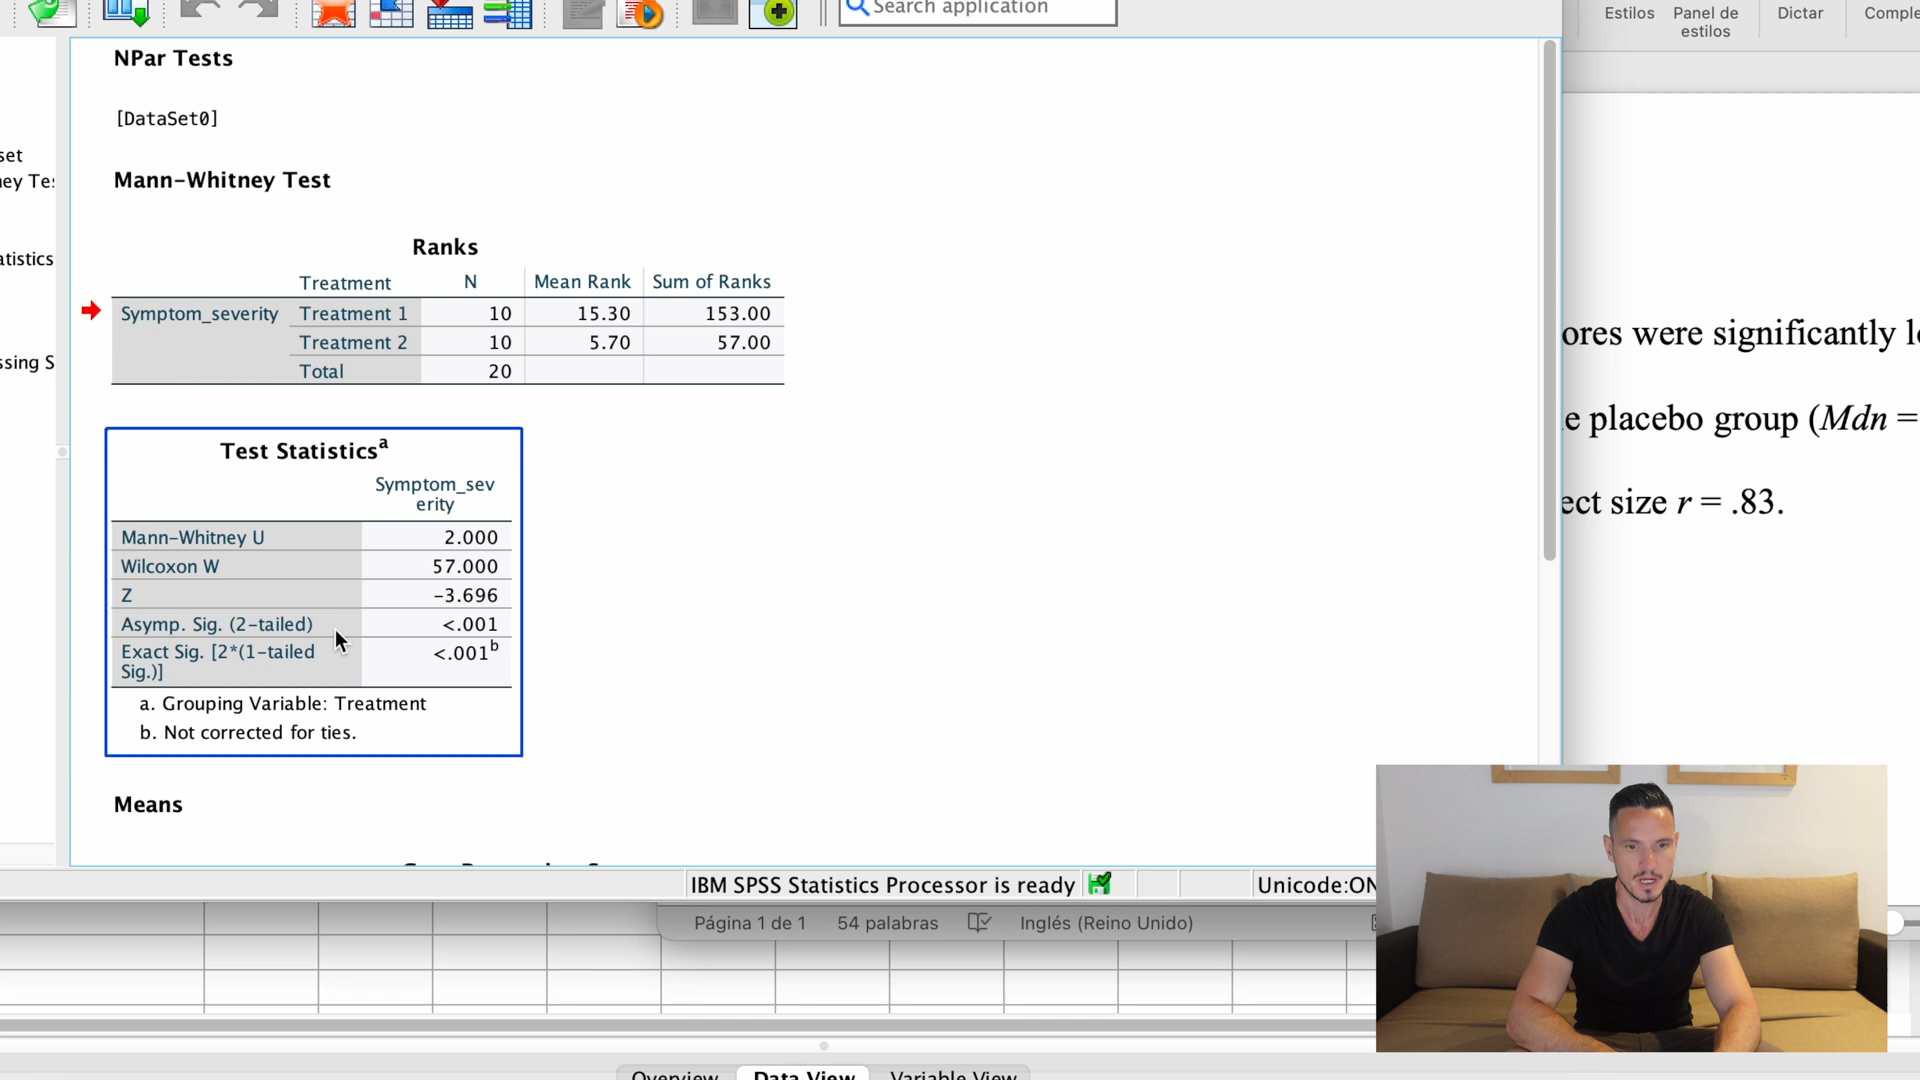 Search application
Estilos
Panel de
estilos
Dictar
Comple
NPar Tests
[DataSet0]
set
ney Te
Mann-Whitney Test
atistics
ssing S
Ranks
Treatment N Mean Rank Sum of Ranks
Symptom_severity Treatment 1 10 15.30 153.00
Treatment 2 10 5.70 57.00
Total 20
Test Statisticsa
Symptom_sev
erity
Mann-Whitney U 2.000
Wilcoxon W 57.000
Z -3.696
Asymp. Sig. (2-tailed) <.001
Exact Sig. [2*(1-tailed
Sig.)] <.001b
a. Grouping Variable: Treatment
b. Not corrected for ties.
Means
ores were significantly l
e placebo group (Mdn =
ect size r = .83.
IBM SPSS Statistics Processor is ready
Unicode:ON
Página 1 de 1
54 palabras
Inglés (Reino Unido)
Overview
Data View
Variable View